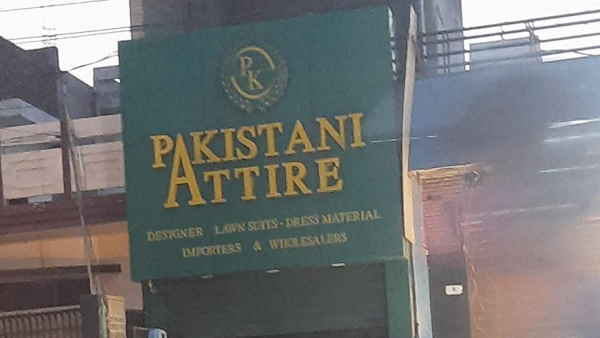 PK
PAKISTANI
ATTIRE
DESIGNER LAWN SUITS - DRESS MATERIAL
IMPORTERS & WHOLESALERS